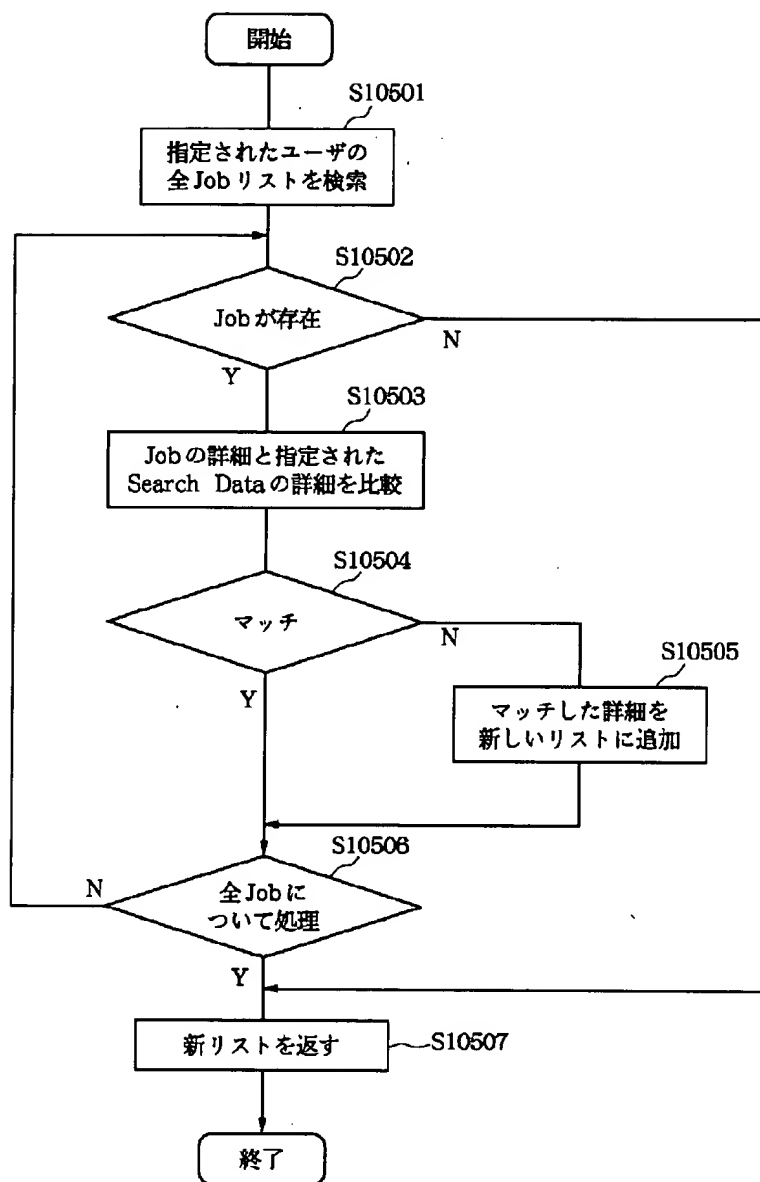 開始
S10501
指定されたユーザの
全Jobリストを検索
S10502
Jobが存在
N
Y
S10503
Jobの詳細と指定された
Search Dataの詳細を比較
S10504
マッチ
N
Y
S10505
マッチした詳細を
新しいリストに追加
S10506
N
全Jobに
ついて処理
Y
新リストを返す
S10507
終了